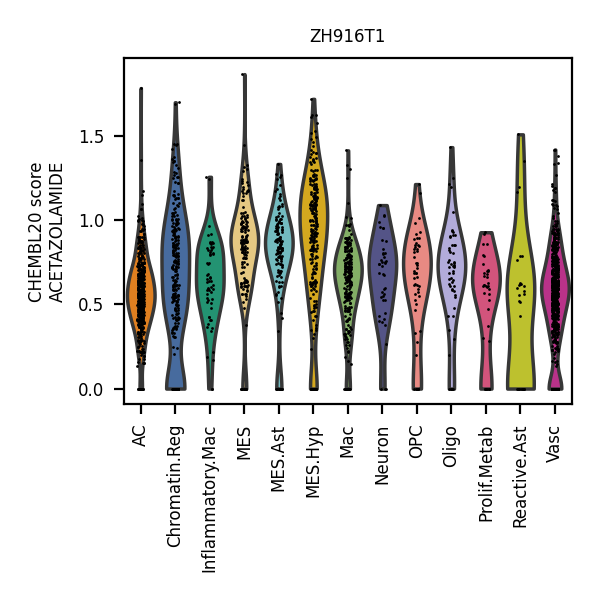 ZH916T1
CHEMBL20 score
ACETAZOLAMIDE
1.5
1.0
0.5
0.0
AC
Chromatin.Reg
Inflammatory.Mac
MES
MES.Ast
MES.Hyp
Mac
Neuron
OPC
Oligo
Prolif.Metab
Reactive.Ast
Vasc